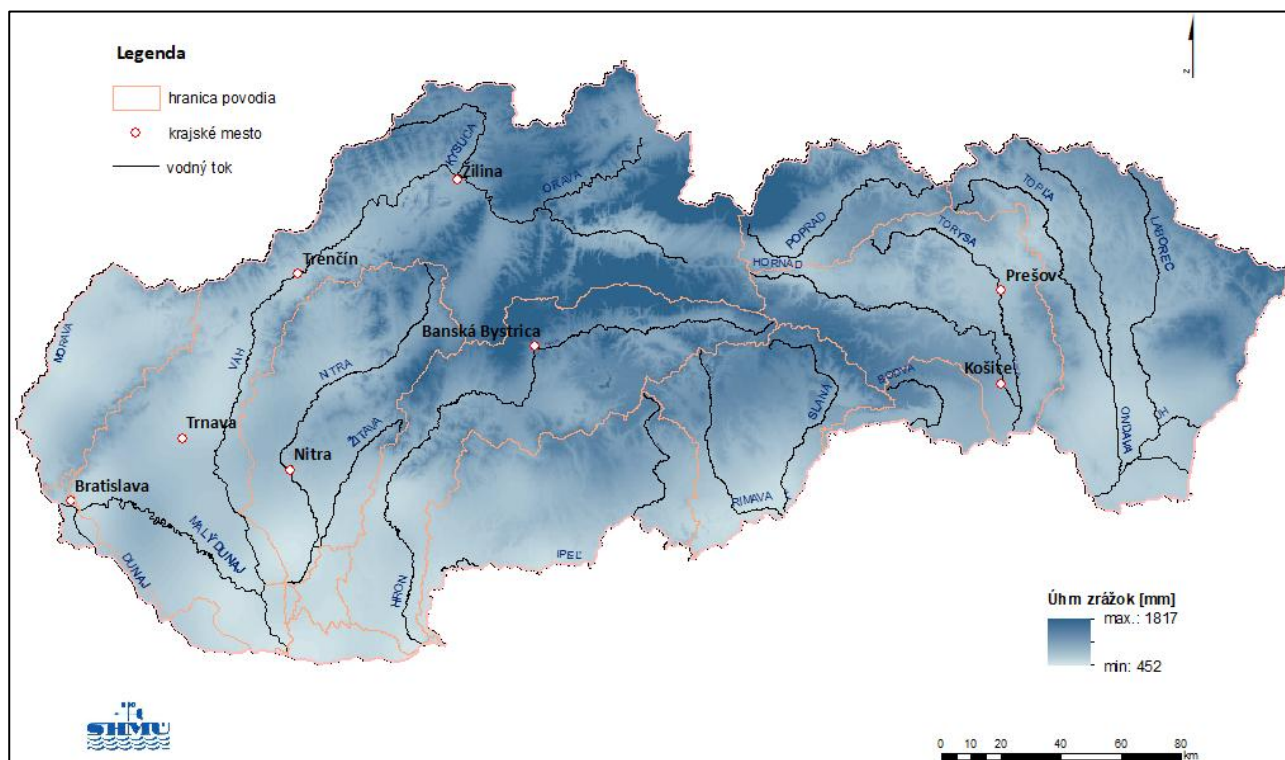 Legenda
hranica povodia
krajské mesto
vodný tok
z
KYSUCA
Žilina
ORAVA
POPRAD
HORNÁD
TORYSA
TOPĽA
LABOREC
Prešov
Trenčín
MORAVA
VÁH
NITRA
Banská Bystrica
ŽITAVA
SLANÁ
BODVA
Košice
ONDAVA
UH
Trnava
Nitra
Bratislava
MALÝ DUNAJ
DUNAJ
HRON
IPEĽ
RIMAVA
Úhrn zrážok [mm]
max.: 1817
min: 452
SHMÚ
0 10 20 40 60 80
km